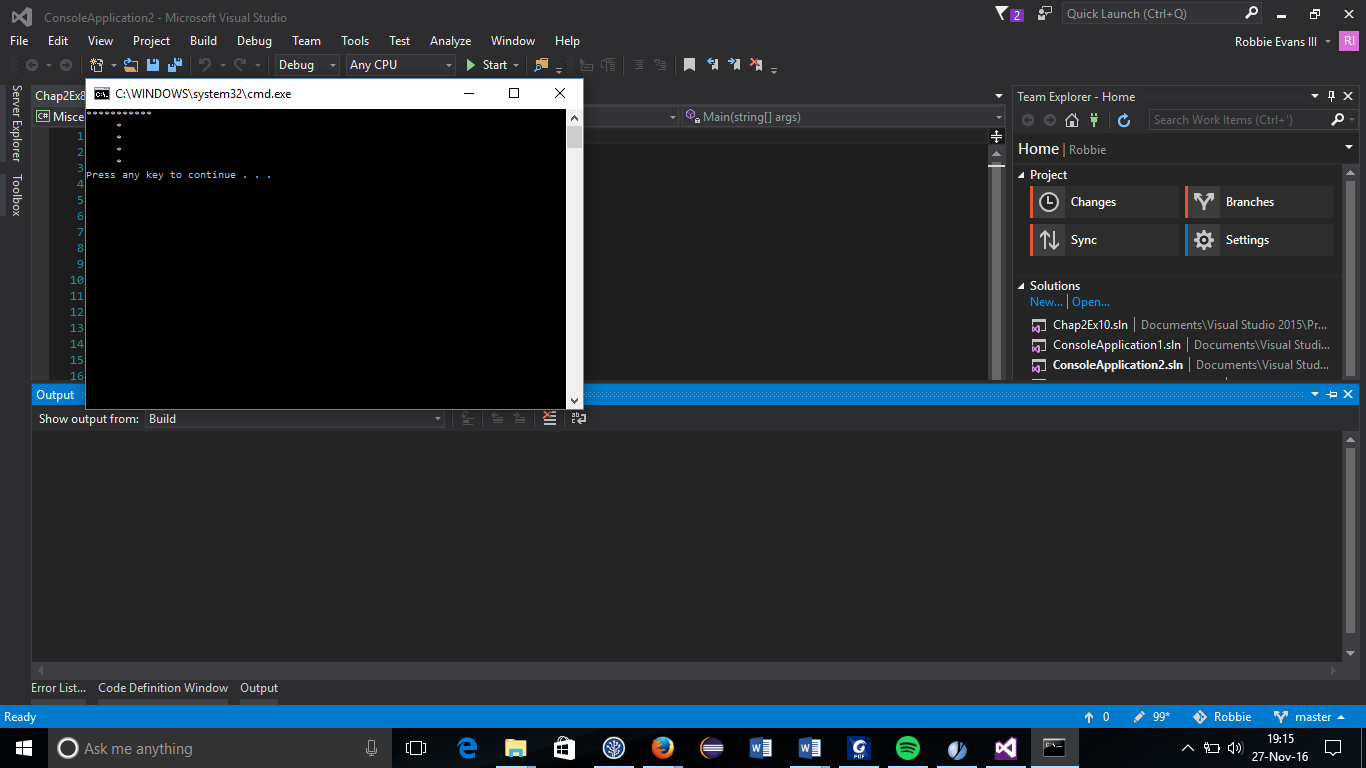 ConsoleApplication2 - Microsoft Visual Studio
2
Quick Launch (Ctrl+Q)
File Edit View Project Build Debug Team Tools Test Analyze Window Help
Robbie Evans III
RI
Debug Any CPU Start
Server Explorer
Toolbox
Chap2Ex8
C:\WINDOWS\system32\cmd.exe
C# Misce
Main(string[] args)
***********
*
*
*
*
Press any key to continue . . .
1
2
3
4
5
6
7
8
9
10
11
12
13
14
15
16
Team Explorer - Home
Search Work Items (Ctrl+')
Home | Robbie
Project
Changes Branches
Sync Settings
Solutions
New... | Open...
Chap2Ex10.sln | Documents\Visual Studio 2015\Pr...
ConsoleApplication1.sln | Documents\Visual Studi...
ConsoleApplication2.sln | Documents\Visual Stud...
Output
Show output from: Build
Error List... Code Definition Window Output
Ready
0 99* Robbie master
Ask me anything
19:15
27-Nov-16